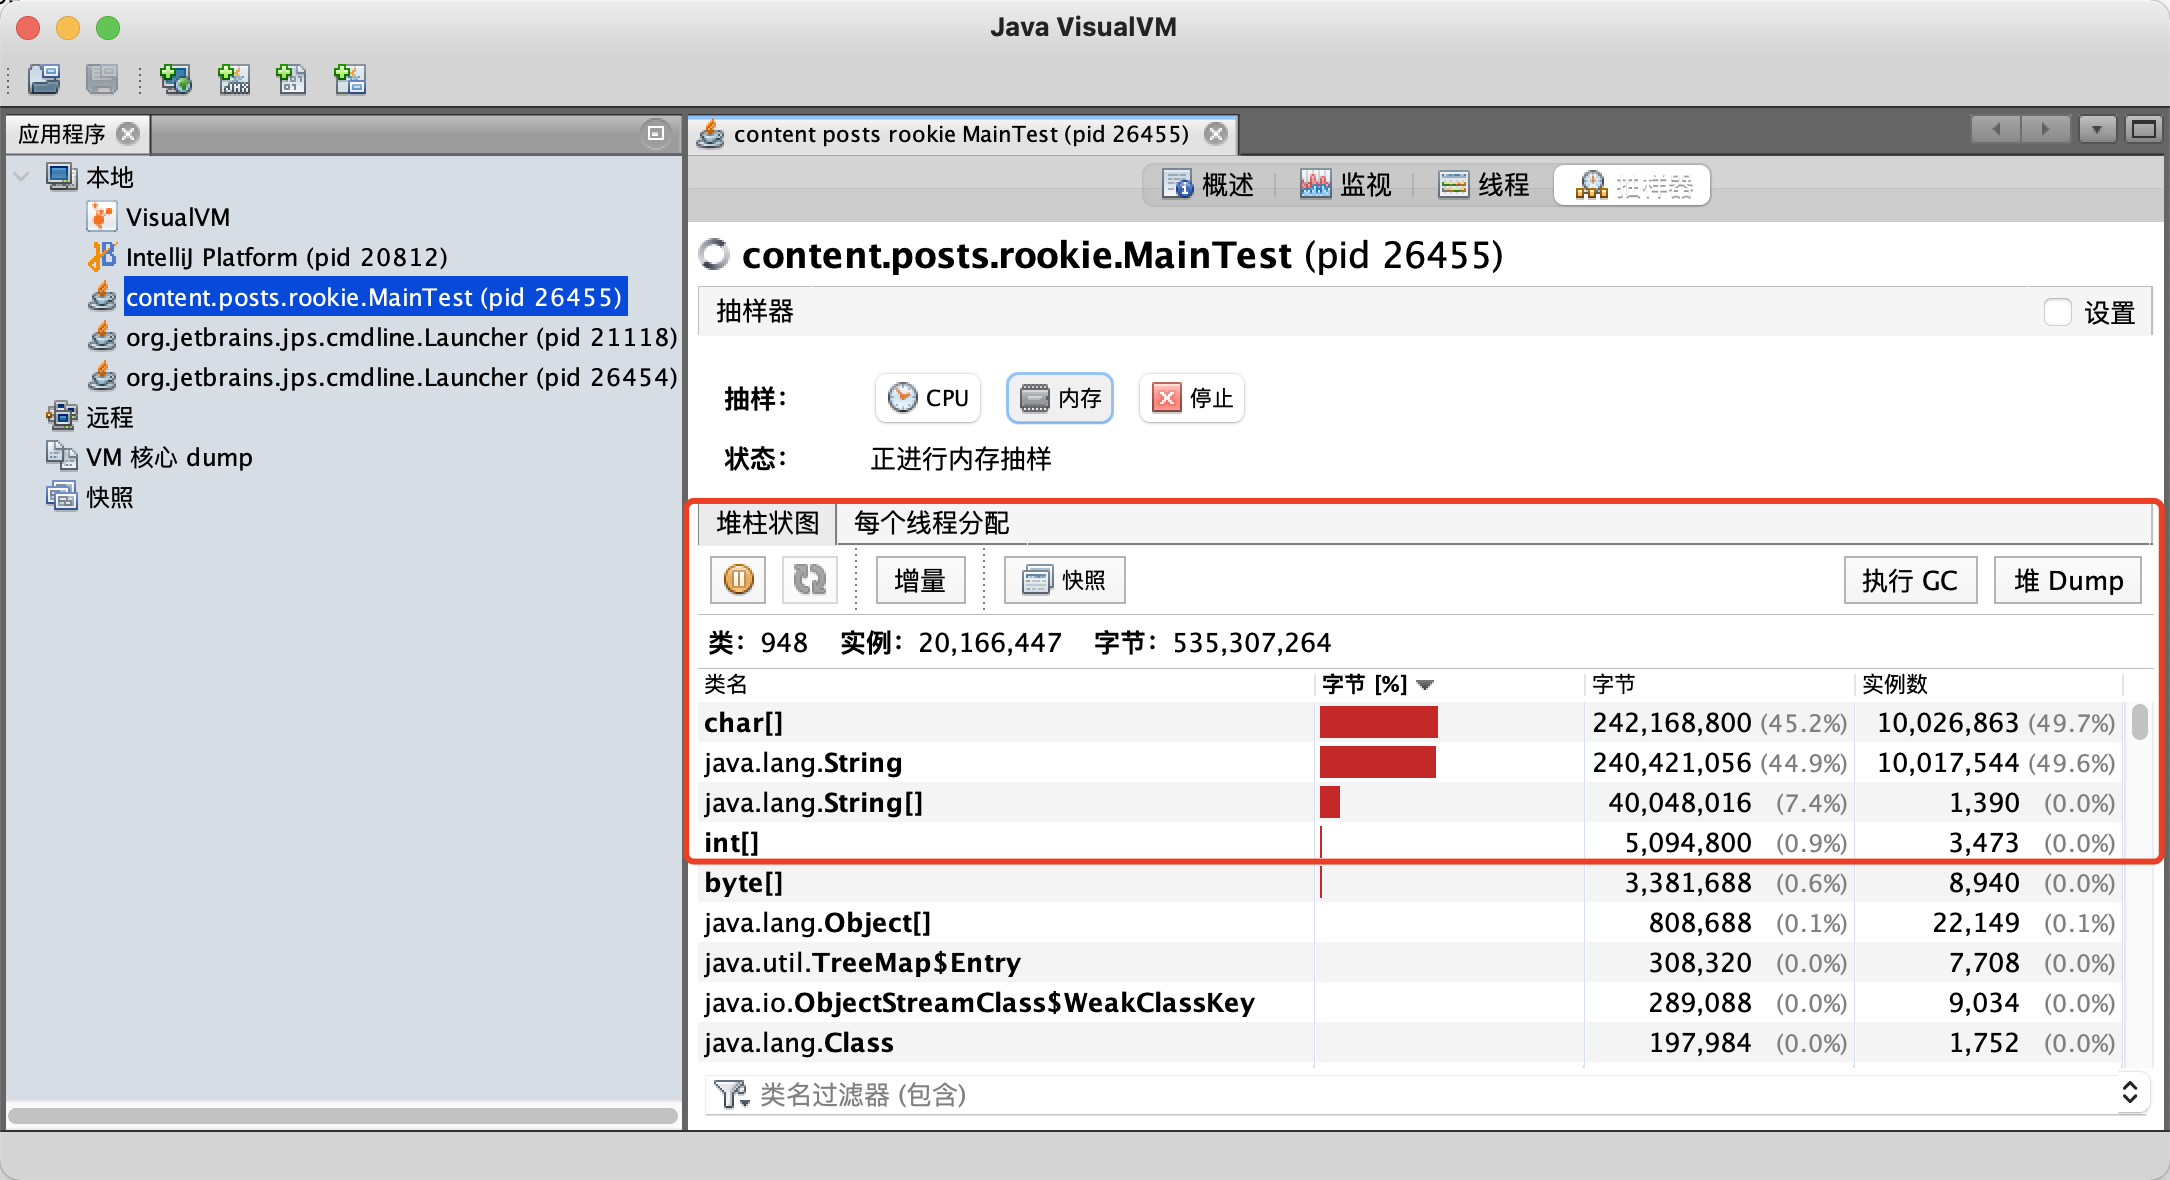 Java VisualVM
应用程序
本地
VisualVM
IntelliJ Platform (pid 20812)
content.posts.rookie.MainTest (pid 26455)
org.jetbrains.jps.cmdline.Launcher (pid 21118)
org.jetbrains.jps.cmdline.Launcher (pid 26454)
远程
VM 核心 dump
快照
content posts rookie MainTest (pid 26455)
概述 监视 线程 抽样器
content.posts.rookie.MainTest (pid 26455)
抽样器 设置
抽样： CPU 内存 停止
状态： 正进行内存抽样
堆柱状图 每个线程分配
增量 快照 执行 GC 堆 Dump
类： 948 实例： 20,166,447 字节： 535,307,264
类名 字节 [%] 字节 实例数
char[] 242,168,800 (45.2%) 10,026,863 (49.7%)
java.lang.String 240,421,056 (44.9%) 10,017,544 (49.6%)
java.lang.String[] 40,048,016 (7.4%) 1,390 (0.0%)
int[] 5,094,800 (0.9%) 3,473 (0.0%)
byte[] 3,381,688 (0.6%) 8,940 (0.0%)
java.lang.Object[] 808,688 (0.1%) 22,149 (0.1%)
java.util.TreeMap$Entry 308,320 (0.0%) 7,708 (0.0%)
java.io.ObjectStreamClass$WeakClassKey 289,088 (0.0%) 9,034 (0.0%)
java.lang.Class 197,984 (0.0%) 1,752 (0.0%)
类名过滤器 (包含)